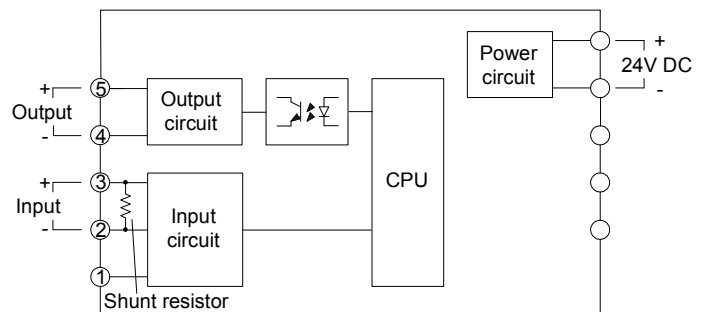 Power
circuit
+
24V DC
-
+
Output
-
5
4
Output
circuit
CPU
+
Input
-
3
2
1
Input
circuit
Shunt resistor